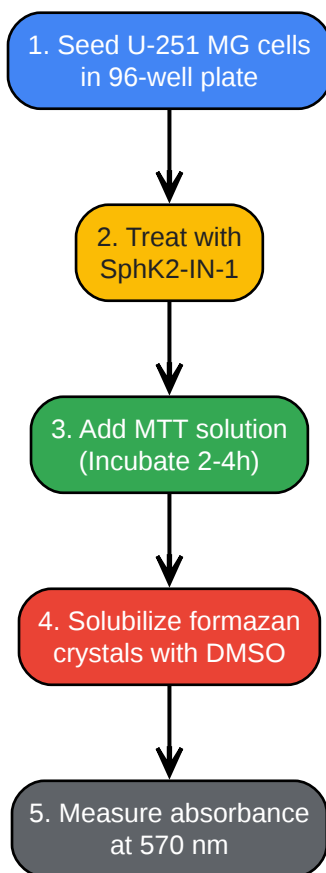 1. Seed U-251 MG cells
in 96-well plate
2. Treat with
SphK2-IN-1
3. Add MTT solution
(Incubate 2-4h)
4. Solubilize formazan
crystals with DMSO
5. Measure absorbance
at 570 nm